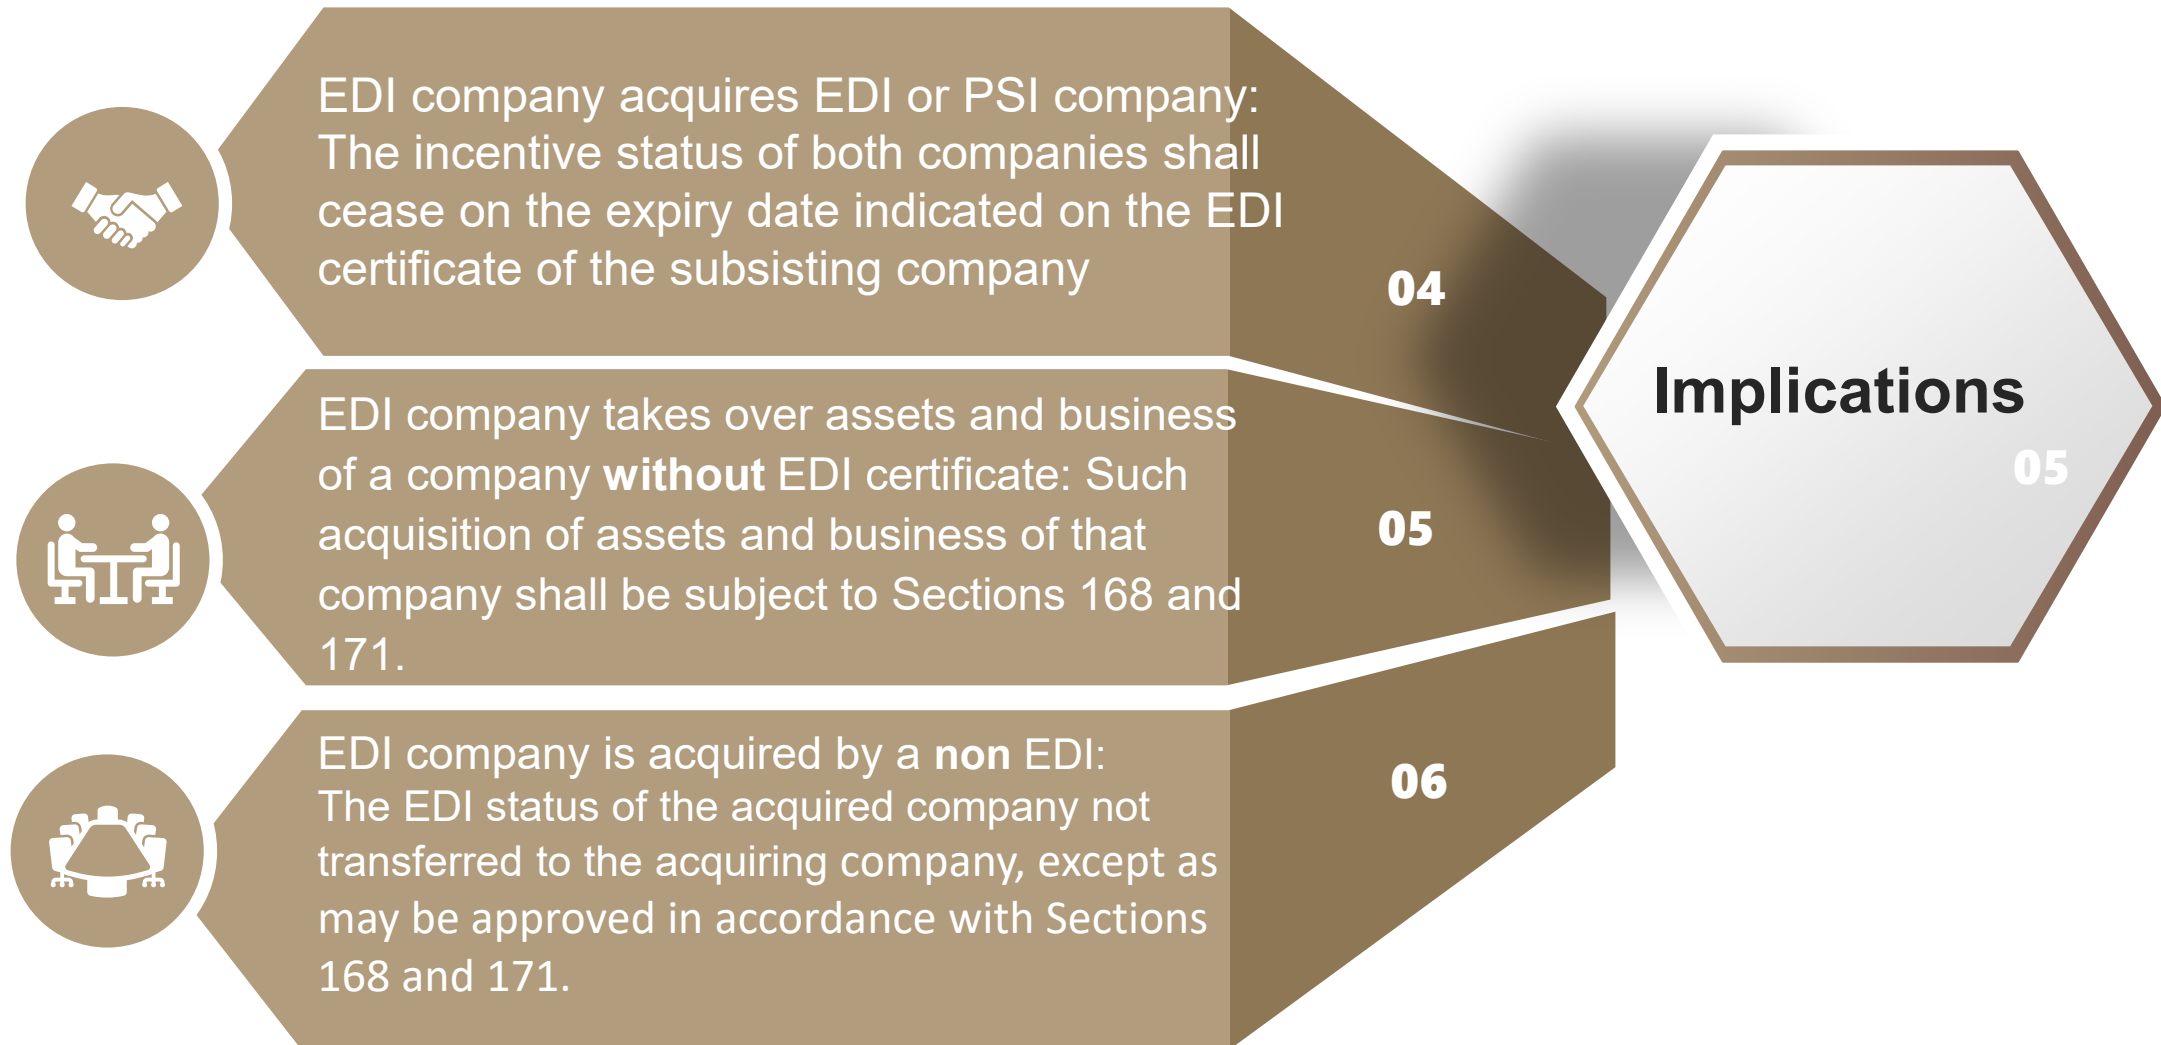 EDI company acquires EDI or PSI company:
The incentive status of both companies shall
cease on the expiry date indicated on the EDI
certificate of the subsisting company
04
EDI company takes over assets and business
of a company without EDI certificate: Such
acquisition of assets and business of that
company shall be subject to Sections 168 and
171.
05
EDI company is acquired by a non EDI:
The EDI status of the acquired company not
transferred to the acquiring company, except as
may be approved in accordance with Sections
168 and 171.
06
Implications
05